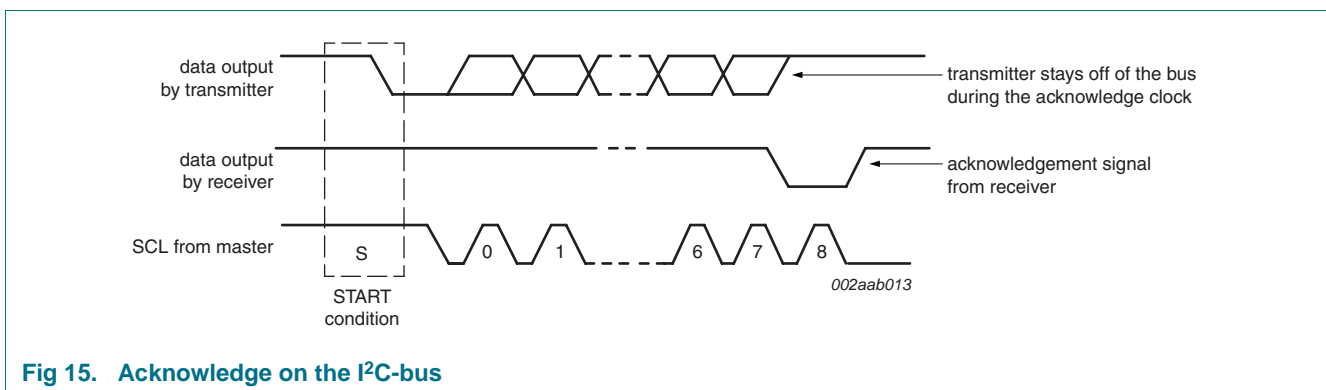 data output
by transmitter
transmitter stays off of the bus
during the acknowledge clock
data output
by receiver
acknowledgement signal
from receiver
SCL from master
S
0
1
6
7
8
002aab013
START
condition
Fig 15. Acknowledge on the I²C-bus